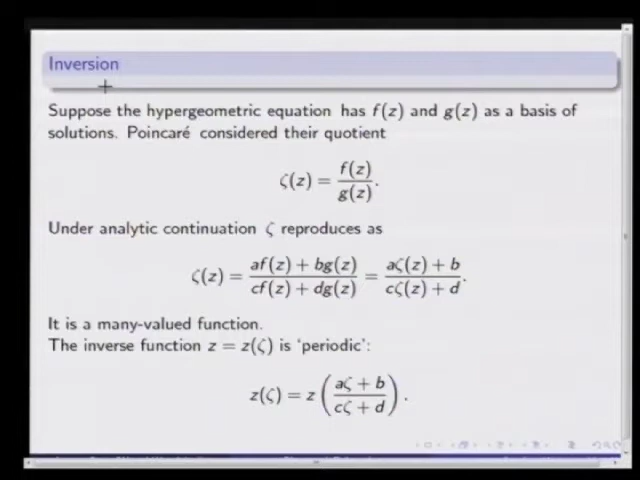 Inversion
Suppose the hypergeometric equation has f(z) and g(z) as a basis of
solutions. Poincaré considered their quotient
ζ(z) = f(z)/g(z).
Under analytic continuation ζ reproduces as
ζ(z) = (af(z) + bg(z))/(cf(z) + dg(z)) = (aζ(z) + b)/(cζ(z) + d).
It is a many-valued function.
The inverse function z = z(ζ) is 'periodic':
z(ζ) = z((aζ + b)/(cζ + d)).